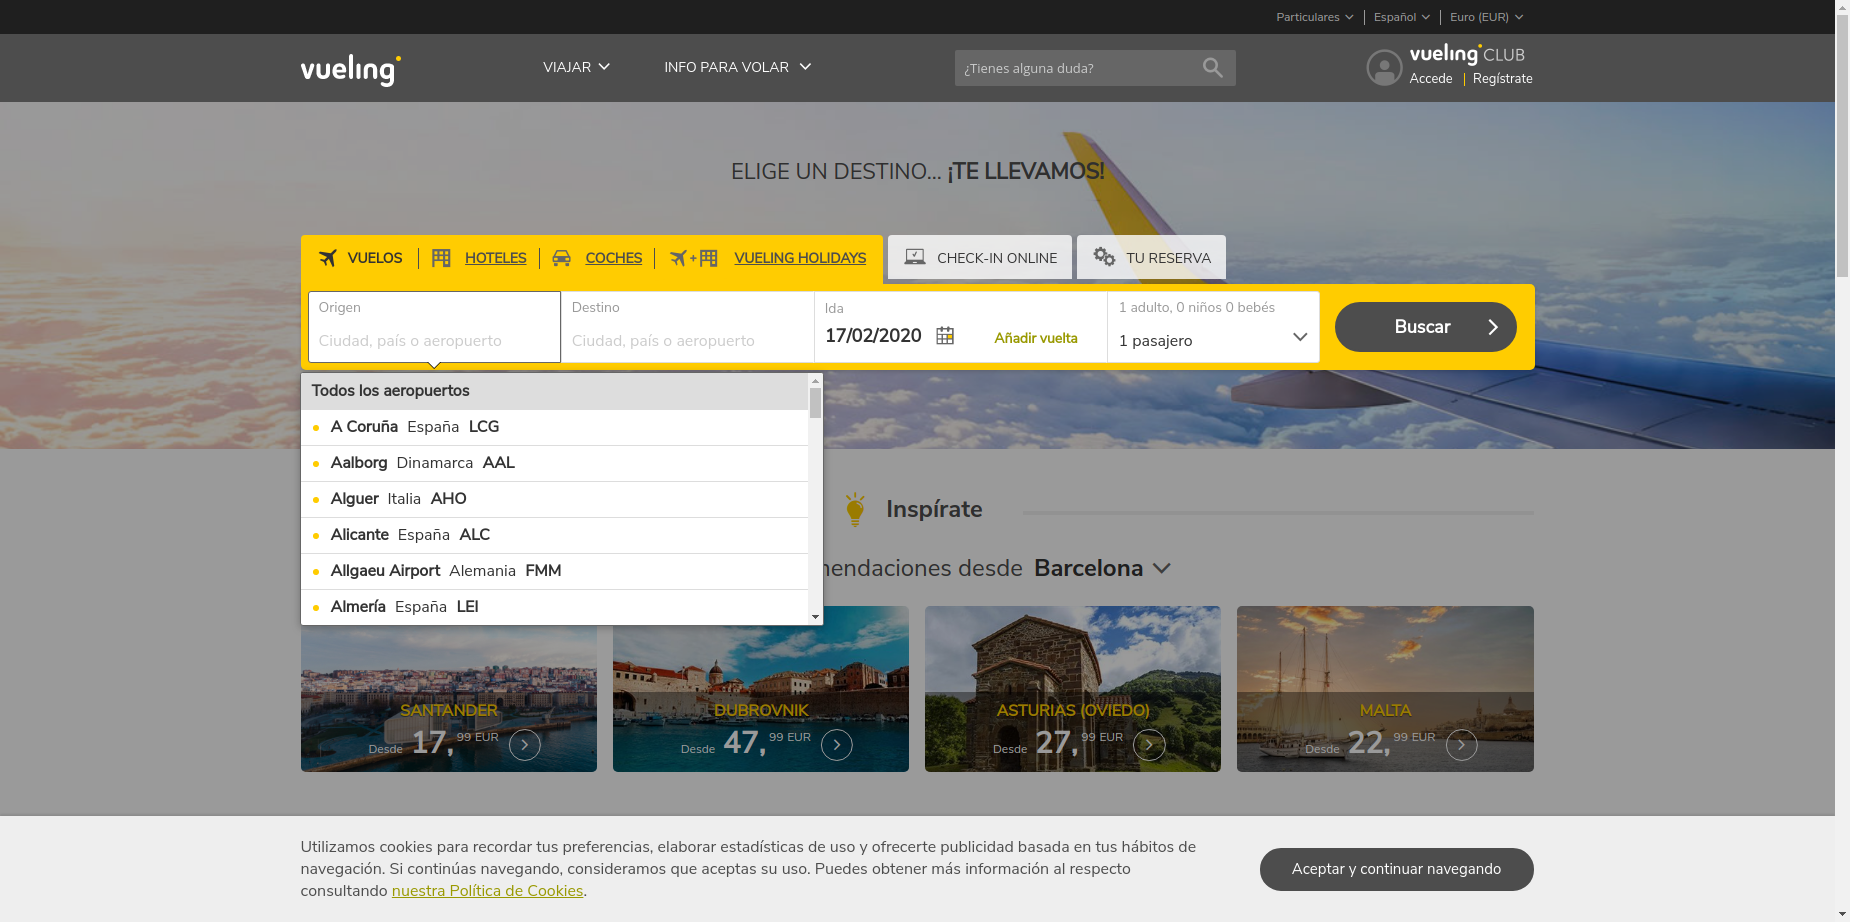 Particulares
Español
Euro (EUR)
vueling
VIAJAR
INFO PARA VOLAR
¿Tienes alguna duda?
vueling CLUB
Accede
Regístrate
ELIGE UN DESTINO... ¡TE LLEVAMOS!
VUELOS
HOTELES
COCHES
VUELING HOLIDAYS
CHECK-IN ONLINE
TU RESERVA
Origen
Ciudad, país o aeropuerto
Destino
Ciudad, país o aeropuerto
Ida
17/02/2020
Añadir vuelta
1 adulto, 0 niños 0 bebés
1 pasajero
Buscar
Todos los aeropuertos
A Coruña España LCG
Aalborg Dinamarca AAL
Alguer Italia AHO
Alicante España ALC
Allgaeu Airport Alemania FMM
Almería España LEI
Inspírate
desde Barcelona
SANTANDER
Desde 17,99 EUR
DUBROVNIK
Desde 47,99 EUR
ASTURIAS (OVIEDO)
Desde 27,99 EUR
MALTA
Desde 22,99 EUR
Utilizamos cookies para recordar tus preferencias, elaborar estadísticas de uso y ofrecerte publicidad basada en tus hábitos de
navegación. Si continúas navegando, consideramos que aceptas su uso. Puedes obtener más información al respecto
consultando nuestra Política de Cookies.
Aceptar y continuar navegando